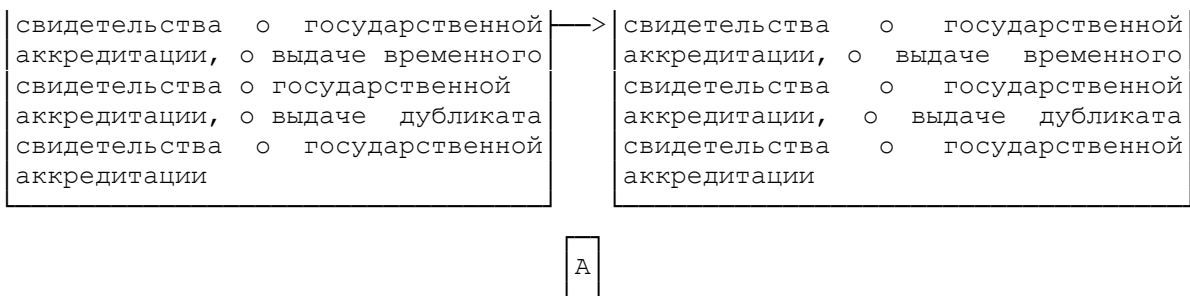 свидетельства о государственной
аккредитации, о выдаче временного
свидетельства о государственной
аккредитации, о выдаче дубликата
свидетельства о государственной
аккредитации
свидетельства о государственной
аккредитации, о выдаче временного
свидетельства о государственной
аккредитации, о выдаче дубликата
свидетельства о государственной
аккредитации
А